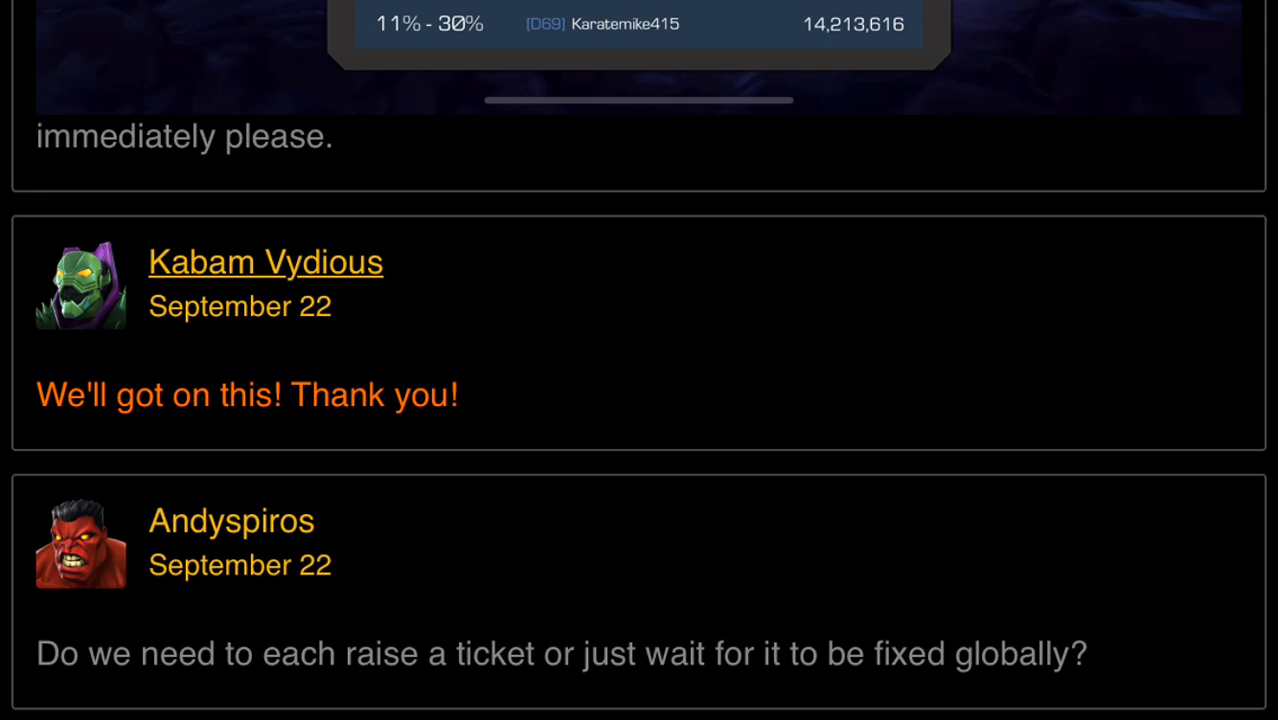 11% - 30% [D69] Karatemike415 14,213,616
immediately please.
Kabam Vydious
September 22
We'll got on this! Thank you!
Andyspiros
September 22
Do we need to each raise a ticket or just wait for it to be fixed globally?